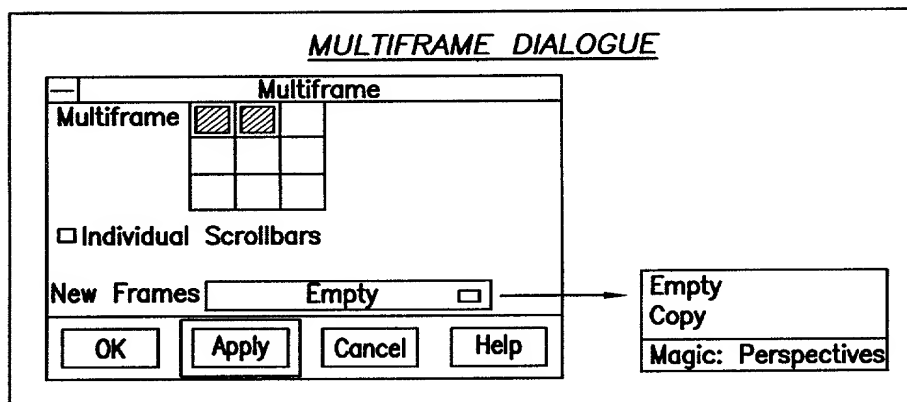 MULTIFRAME DIALOGUE
Multiframe
Multiframe
Individual Scrollbars
New Frames Empty
OK Apply Cancel Help
Empty
Copy
Magic: Perspectives